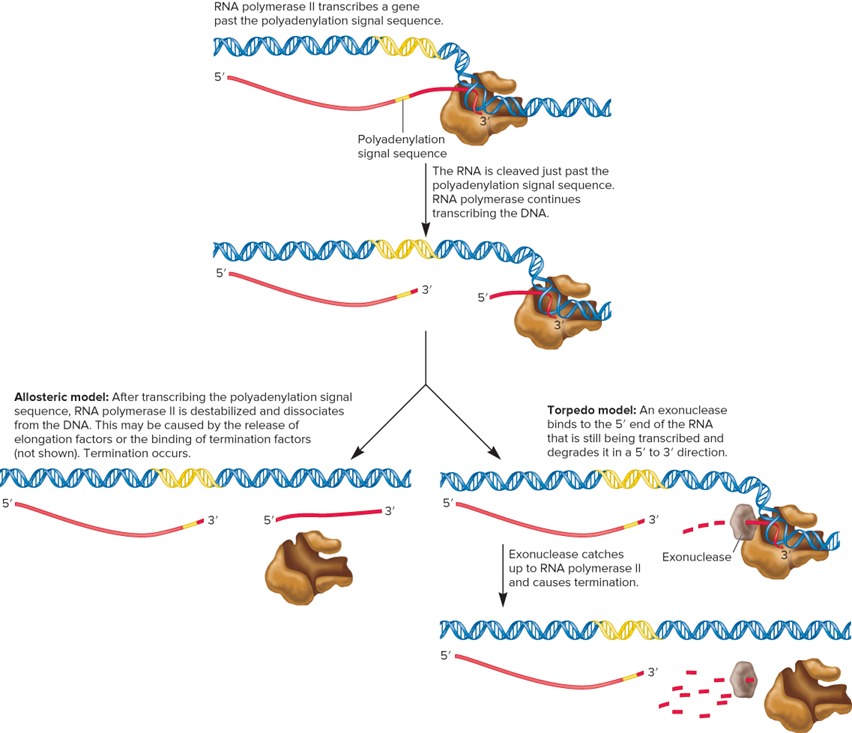 RNA polymerase II transcribes a gene
past the polyadenylation signal sequence.
5′
3′
Polyadenylation
signal sequence
The RNA is cleaved just past the
polyadenylation signal sequence.
RNA polymerase continues
transcribing the DNA.
5′
3′
5′
3′
Allosteric model: After transcribing the polyadenylation signal
sequence, RNA polymerase II is destabilized and dissociates
from the DNA. This may be caused by the release of
elongation factors or the binding of termination factors
(not shown). Termination occurs.
5′
3′
5′
3′
Torpedo model: An exonuclease
binds to the 5′ end of the RNA
that is still being transcribed and
degrades it in a 5′ to 3′ direction.
5′
3′
Exonuclease
3′
Exonuclease catches
up to RNA polymerase II
and causes termination.
5′
3′